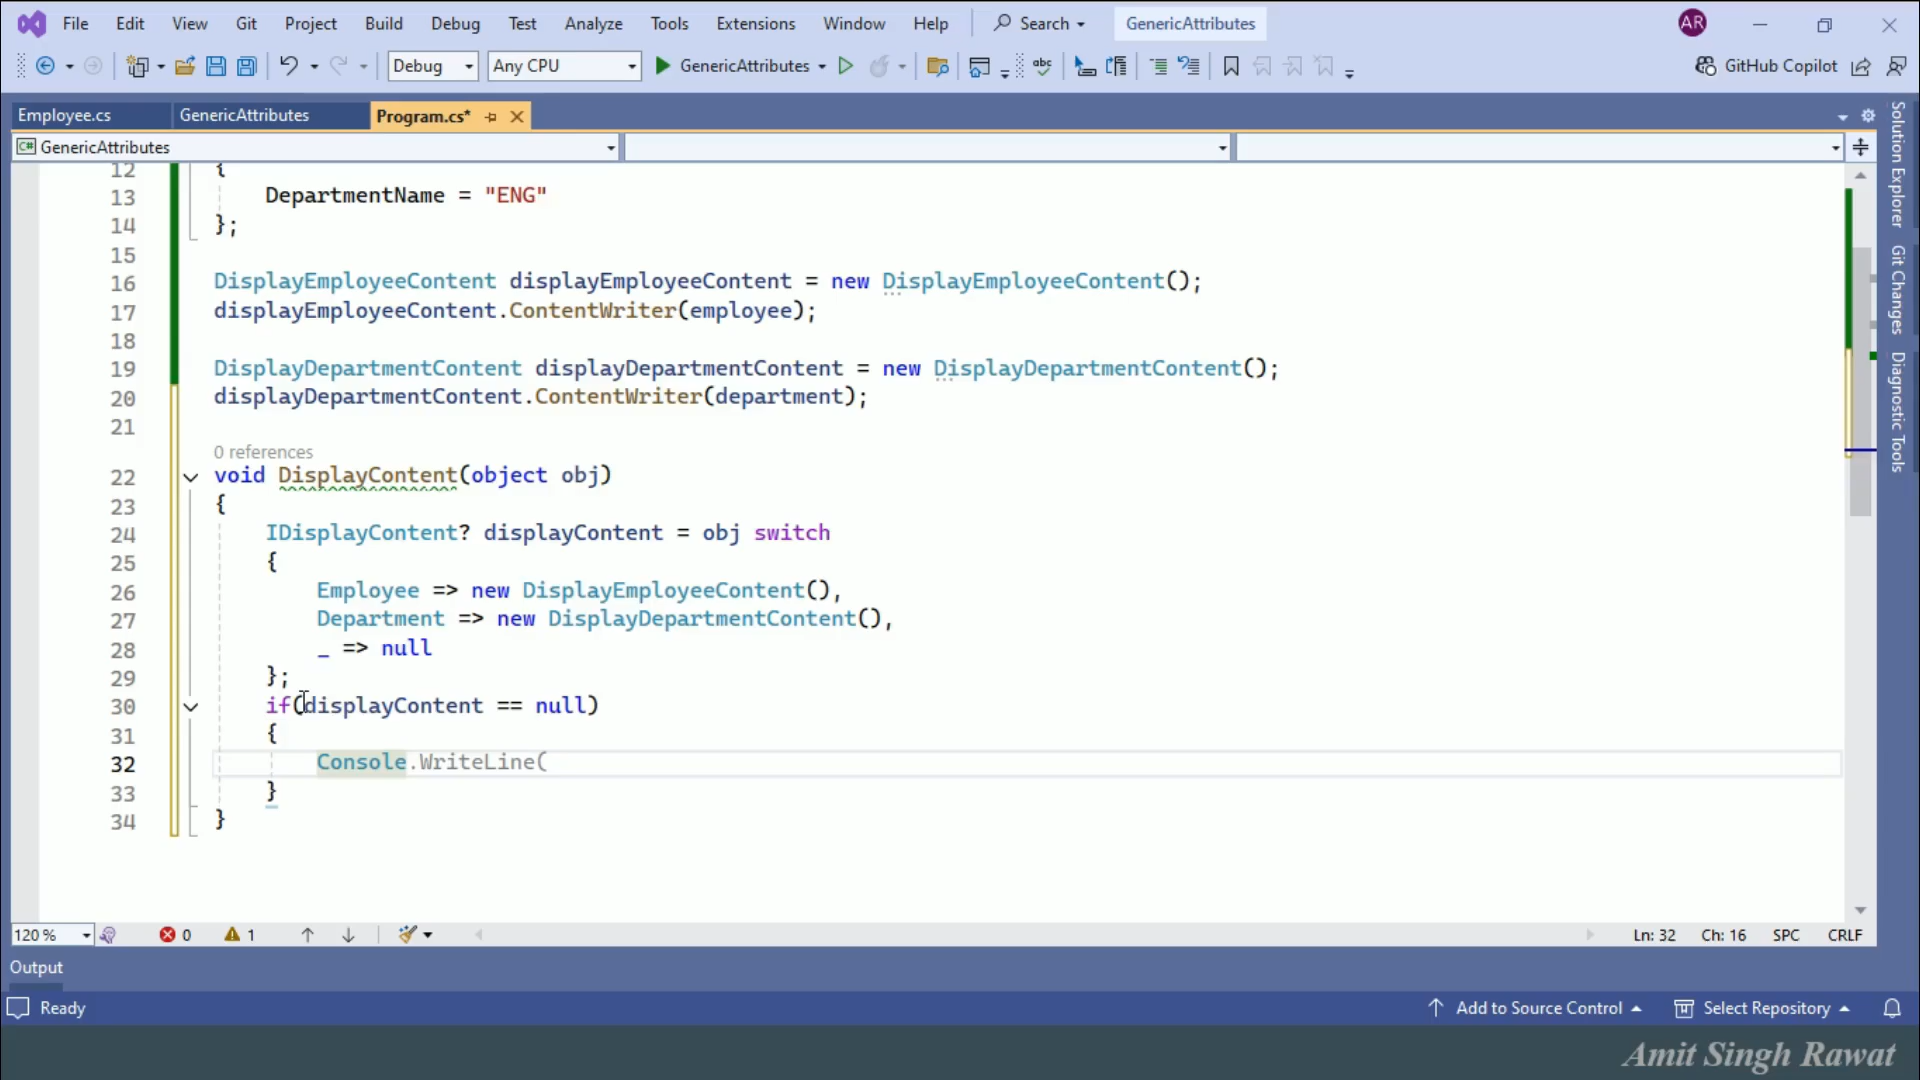 File Edit View Git Project Build Debug Test Analyze Tools Extensions Window Help Search GenericAttributes AR
Debug Any CPU GenericAttributes abc GitHub Copilot
Employee.cs GenericAttributes Program.cs*
C# GenericAttributes
12 {
13 DepartmentName = "ENG"
14 };
15
16 DisplayEmployeeContent displayEmployeeContent = new DisplayEmployeeContent();
17 displayEmployeeContent.ContentWriter(employee);
18
19 DisplayDepartmentContent displayDepartmentContent = new DisplayDepartmentContent();
20 displayDepartmentContent.ContentWriter(department);
21
0 references
22 void DisplayContent(object obj)
23 {
24 IDisplayContent? displayContent = obj switch
25 {
26 Employee => new DisplayEmployeeContent(),
27 Department => new DisplayDepartmentContent(),
28 _ => null
29 };
30 if(displayContent == null)
31 {
32 Console.WriteLine(
33 }
34 }
Solution Explorer
Git Changes
Diagnostic Tools
120 % 0 1 Ln: 32 Ch: 16 SPC CRLF
Output
Ready Add to Source Control Select Repository
Amit Singh Rawat